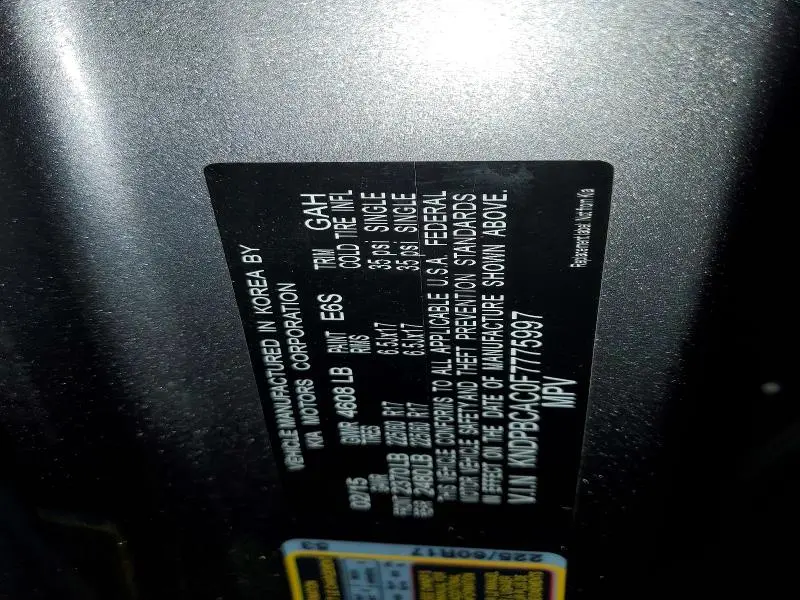 VEHICLE MANUFACTURED IN KOREA BY
KIA MOTORS CORPORATION
02/15 GVWR 4608 LB PAINT E6S TRIM GAH
GAWR TIRES RIMS COLD TIRE INFL
FRNT 2370LB 225/60 R17 6.5Jx17 35 psi SINGLE
REAR 2480LB 225/60 R17 6.5Jx17 35 psi SINGLE
THIS VEHICLE CONFORMS TO ALL APPLICABLE U.S.A. FEDERAL
MOTOR VEHICLE SAFETY AND THEFT PREVENTION STANDARDS
IN EFFECT ON THE DATE OF MANUFACTURE SHOWN ABOVE.
V.I.N KNDPBCAC0F7775997
MPV
Replacement label. Not from Kia
225/60R17
53